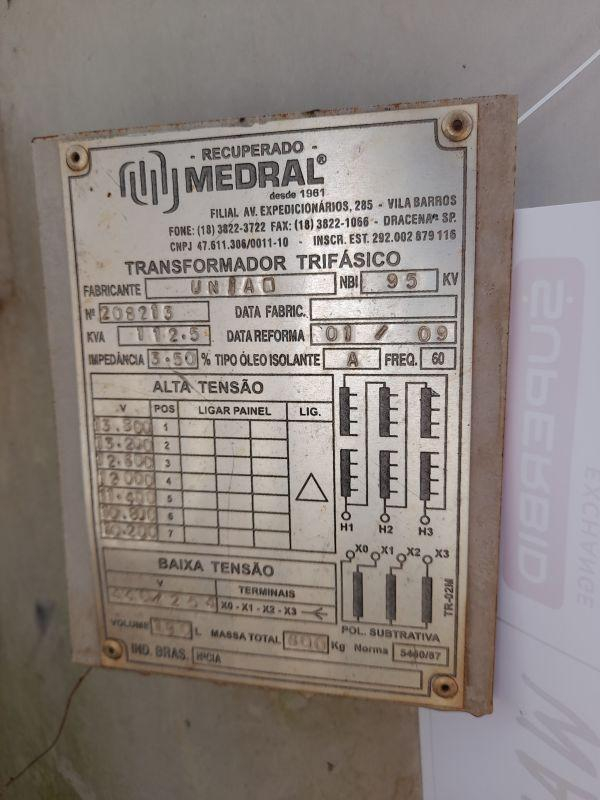 - RECUPERADO -
MEDRAL®
desde 1961
FILIAL AV. EXPEDICIONÁRIOS, 285 - VILA BARROS
FONE: (18) 3822-3722 FAX: (18) 3822-1066 - DRACENA - SP.
CNPJ 47.611.306/0011-10 - INSCR. EST. 292.002 679 116
TRANSFORMADOR TRIFÁSICO
FABRICANTE UNIAO NBI 95 KV
Nº 208213 DATA FABRIC.
KVA 112.5 DATA REFORMA 01 / 09
IMPEDÂNCIA 3.50 % TIPO ÓLEO ISOLANTE A FREQ. 60
ALTA TENSÃO
V POS LIGAR PAINEL LIG.
13.800 1
13.200 2
12.600 3
12.000 4
11.400 5
10.800 6
10.200 7
H1 H2 H3
BAIXA TENSÃO
V TERMINAIS
X0 - X1 - X2 - X3
X0 X1 X2 X3
TR-02M
POL. SUBTRATIVA
VOLUME L MASSA TOTAL 800 Kg Norma 5440/87
IND. BRAS.
SUPERBID
EXCHANGE